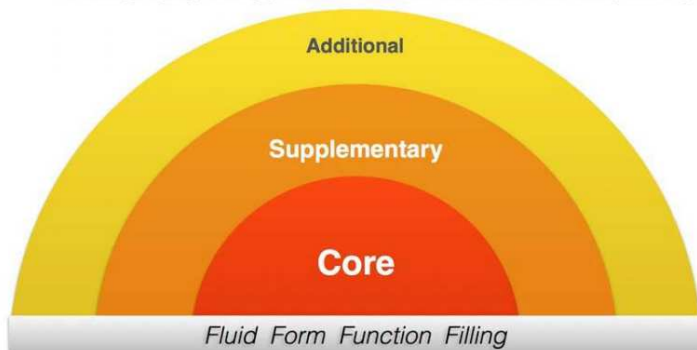 Additional
Supplementary
Core
Fluid Form Function Filling